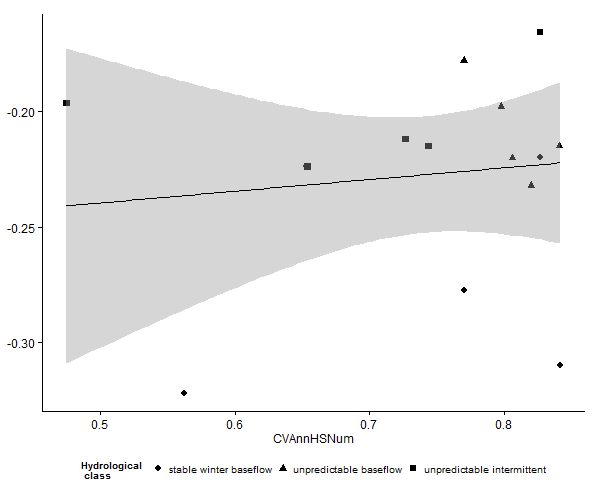 -0.20
-0.25
-0.30
0.5 0.6 0.7 0.8
CVAnnHSNum
Hydrological
class
stable winter baseflow unpredictable baseflow unpredictable intermittent